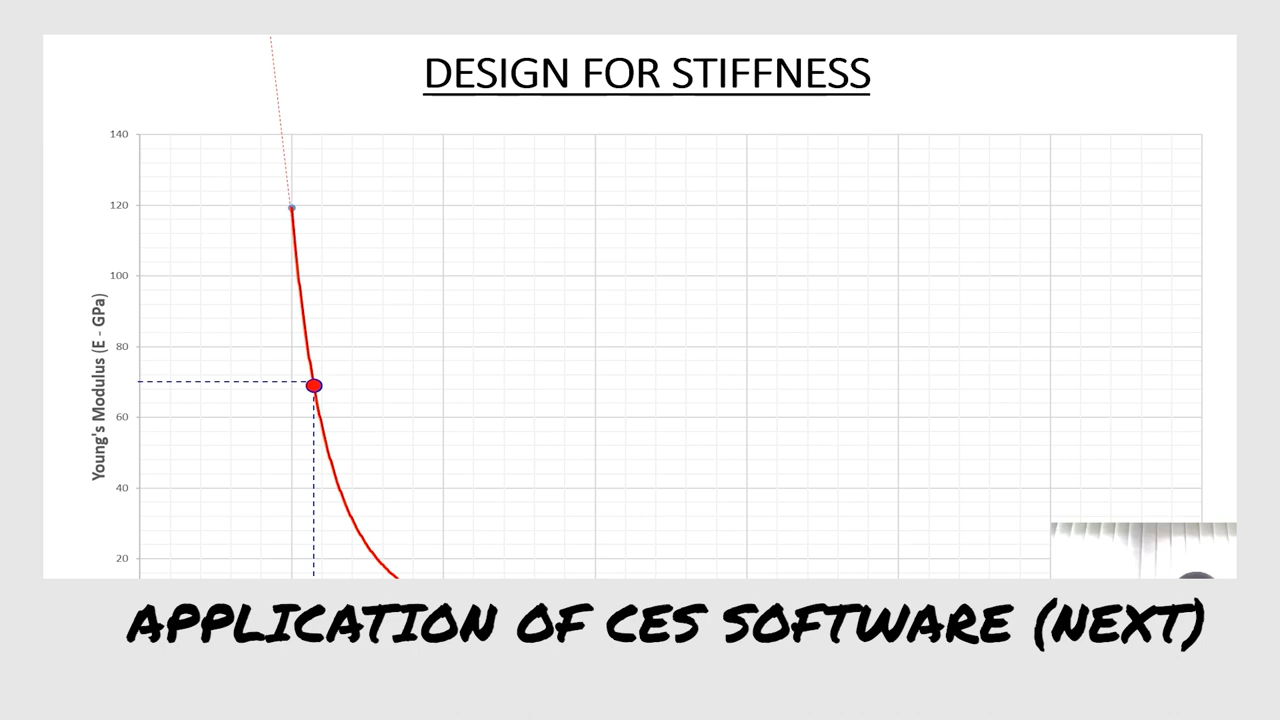 DESIGN FOR STIFFNESS
140
120
100
80
60
40
20
Young's Modulus (E - GPa)
APPLICATION OF CES SOFTWARE (NEXT)